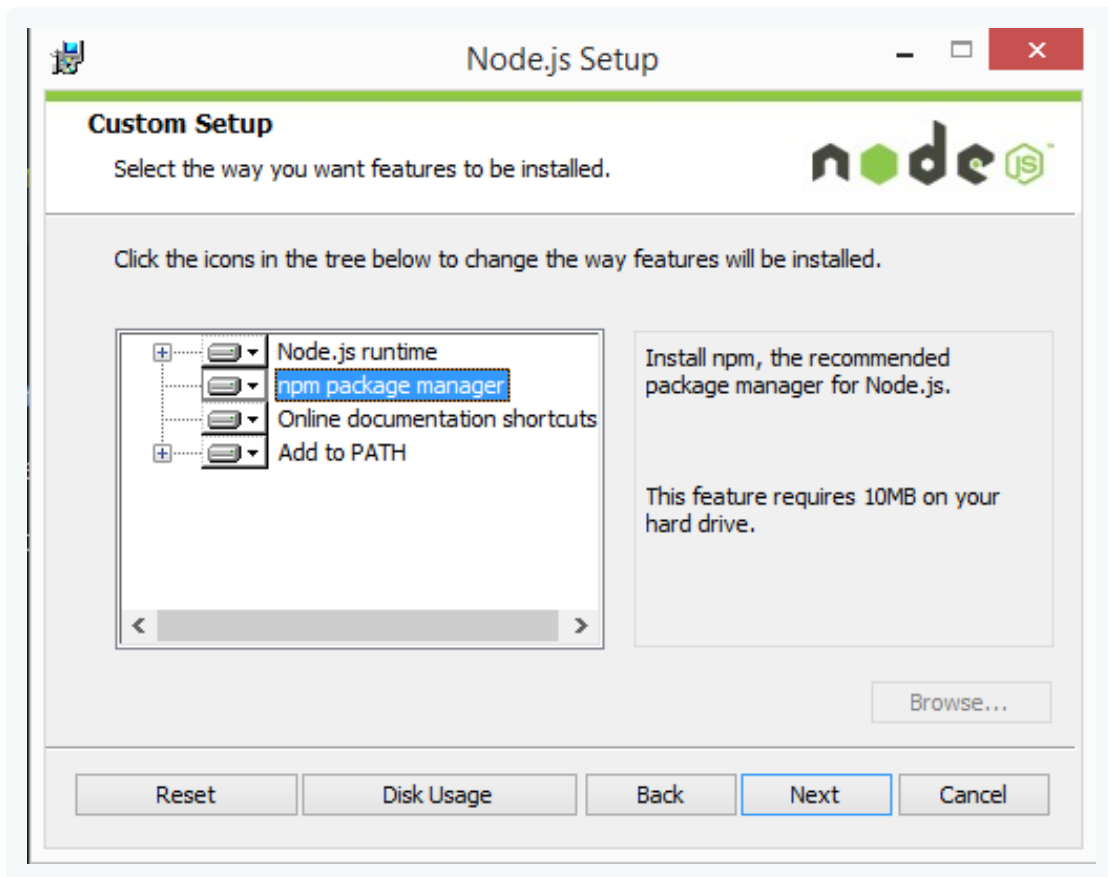 Node.js Setup
Custom Setup
Select the way you want features to be installed.
node JS ™
Click the icons in the tree below to change the way features will be installed.
Node.js runtime
npm package manager
Online documentation shortcuts
Add to PATH
Install npm, the recommended
package manager for Node.js.
This feature requires 10MB on your
hard drive.
Browse...
Reset
Disk Usage
Back
Next
Cancel